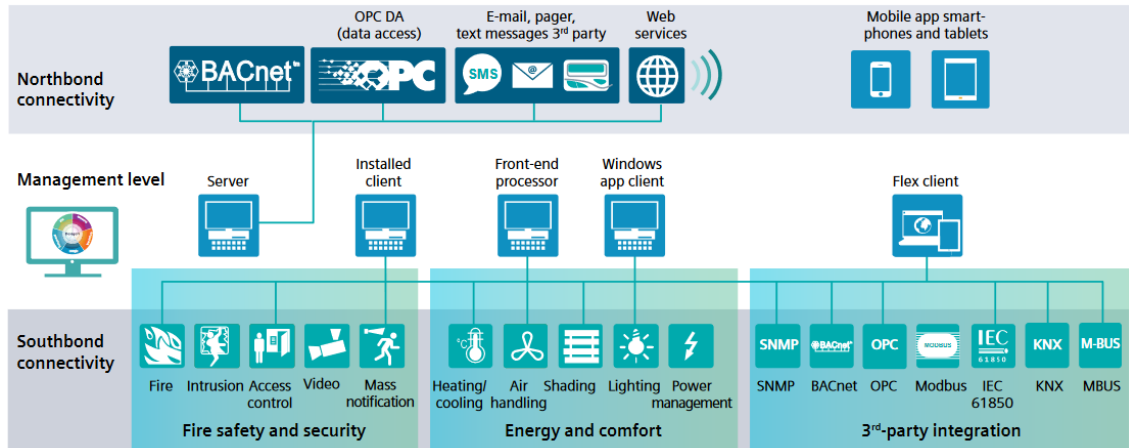 OPC DA
(data access)
E-mail, pager,
text messages 3rd party
Web
services
Mobile app smart-
phones and tablets
Northbond
connectivity
BACnet™
OPC
SMS
@
Management level
Server
Installed
client
Front-end
processor
Windows
app client
Flex client
Southbond
connectivity
°C
SNMP
BACnet
OPC
MODBUS
IEC
61850
KNX
M-BUS
Fire
Intrusion
Access
control
Video
Mass
notification
Heating/
cooling
Air
handling
Shading
Lighting
Power
management
SNMP
BACnet
OPC
Modbus
IEC
61850
KNX
MBUS
Fire safety and security
Energy and comfort
3rd-party integration